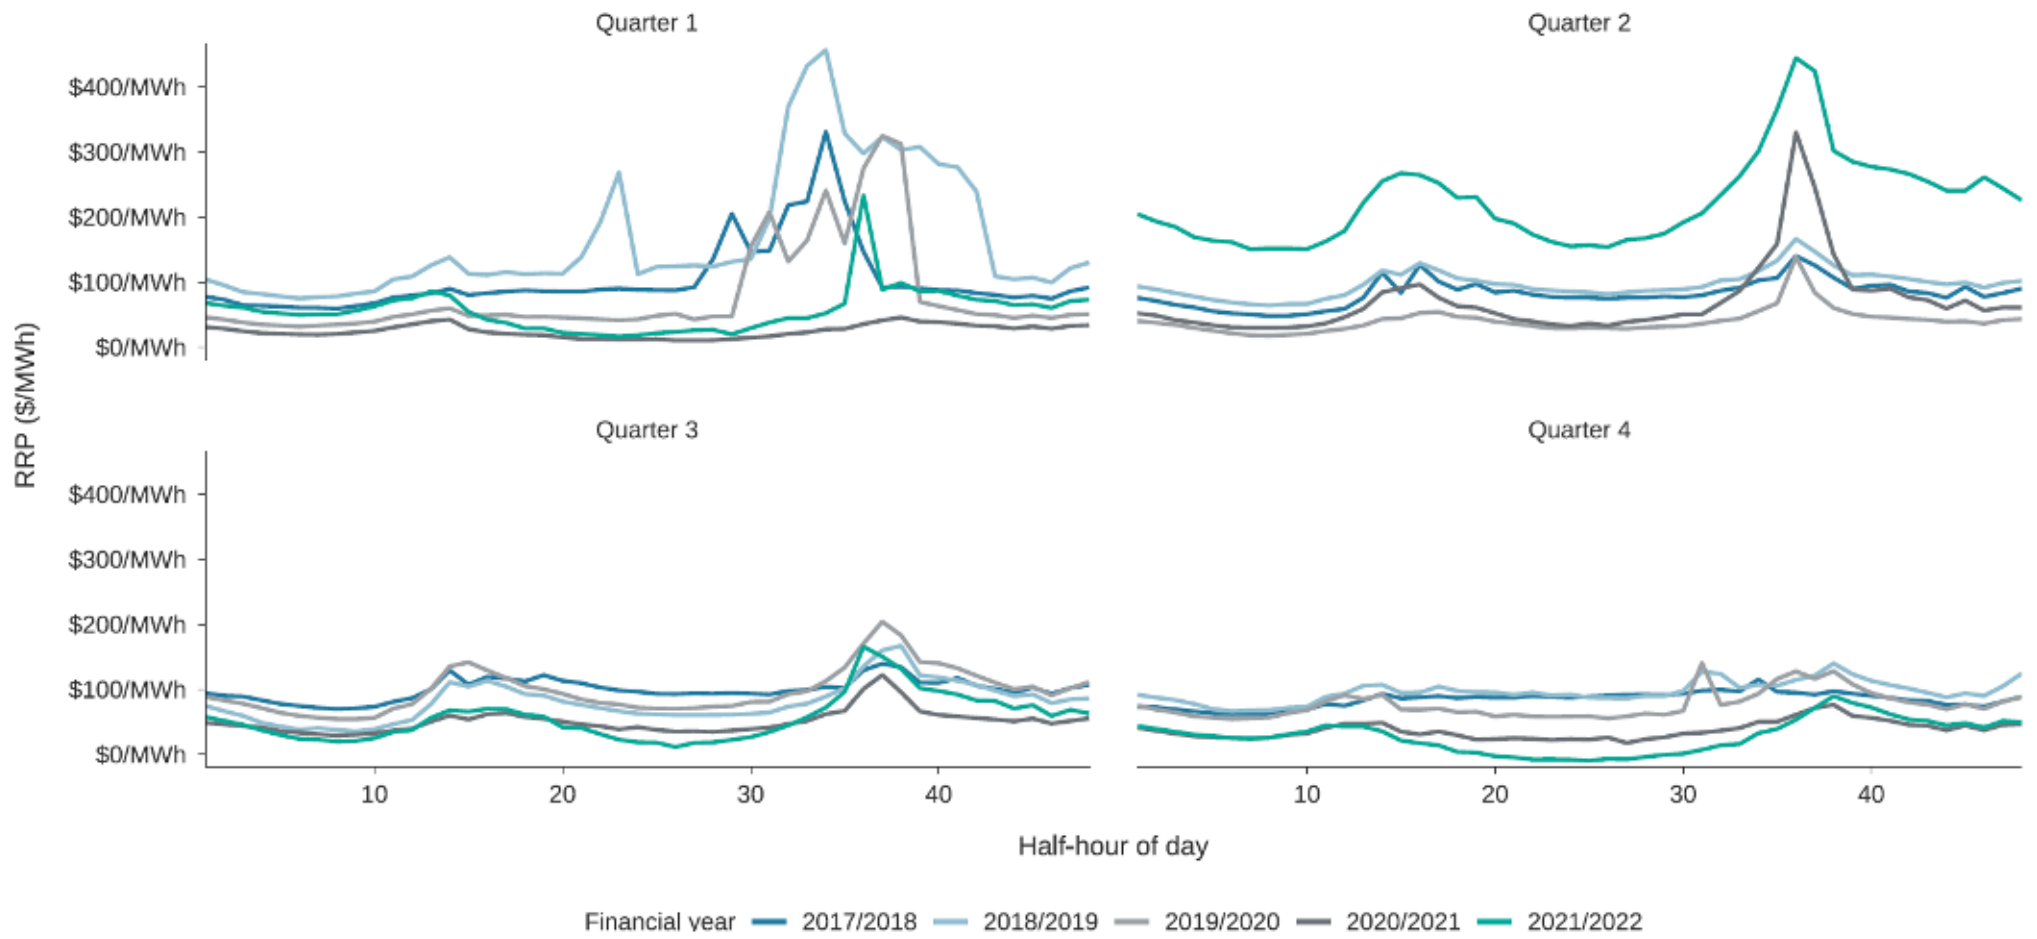 Quarter 1
Quarter 2
$400/MWh
$300/MWh
$200/MWh
$100/MWh
$0/MWh
RRP ($/MWh)
Quarter 3
Quarter 4
$400/MWh
$300/MWh
$200/MWh
$100/MWh
$0/MWh
10 20 30 40
10 20 30 40
Half-hour of day
Financial year 2017/2018 2018/2019 2019/2020 2020/2021 2021/2022